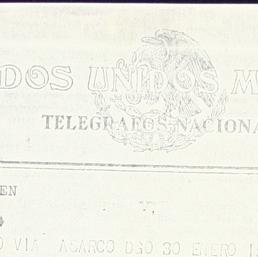 DOS UNIDOS M
TELEGRAFOS NACIONA
EN
VIA ASARCO DGO 30 ENERO 1